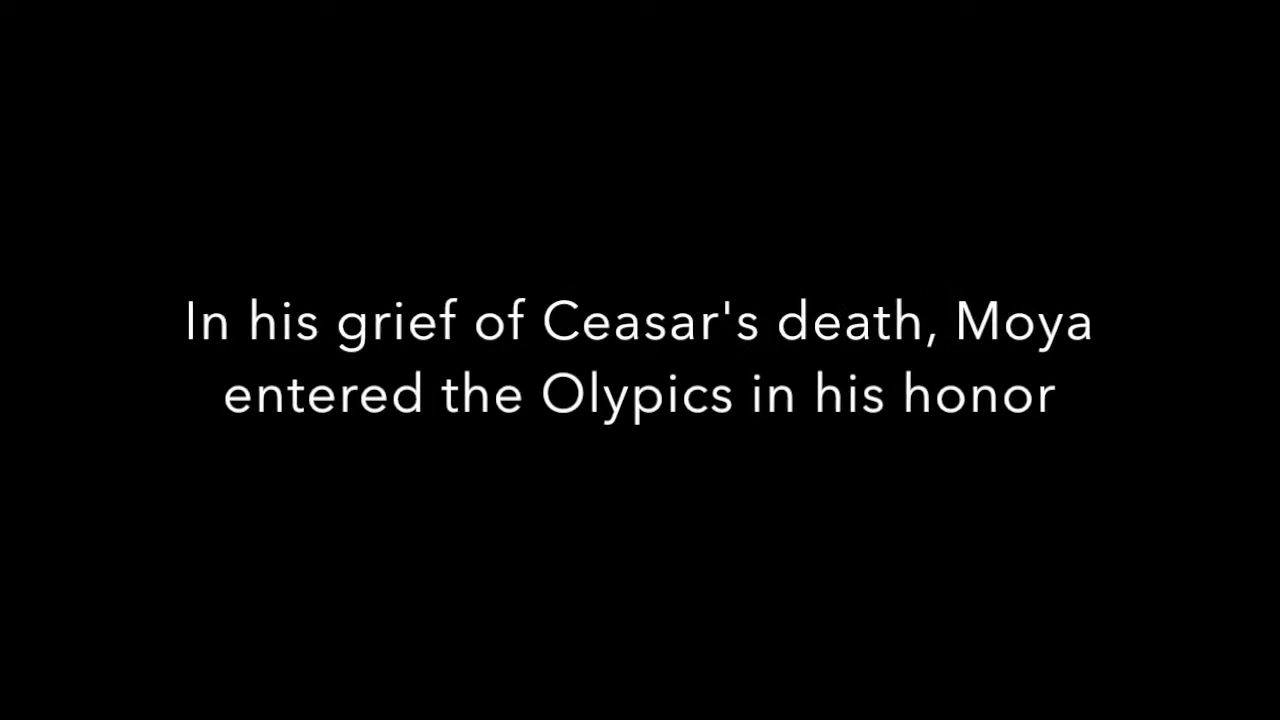 In his grief of Ceasar's death, Moya
entered the Olypics in his honor